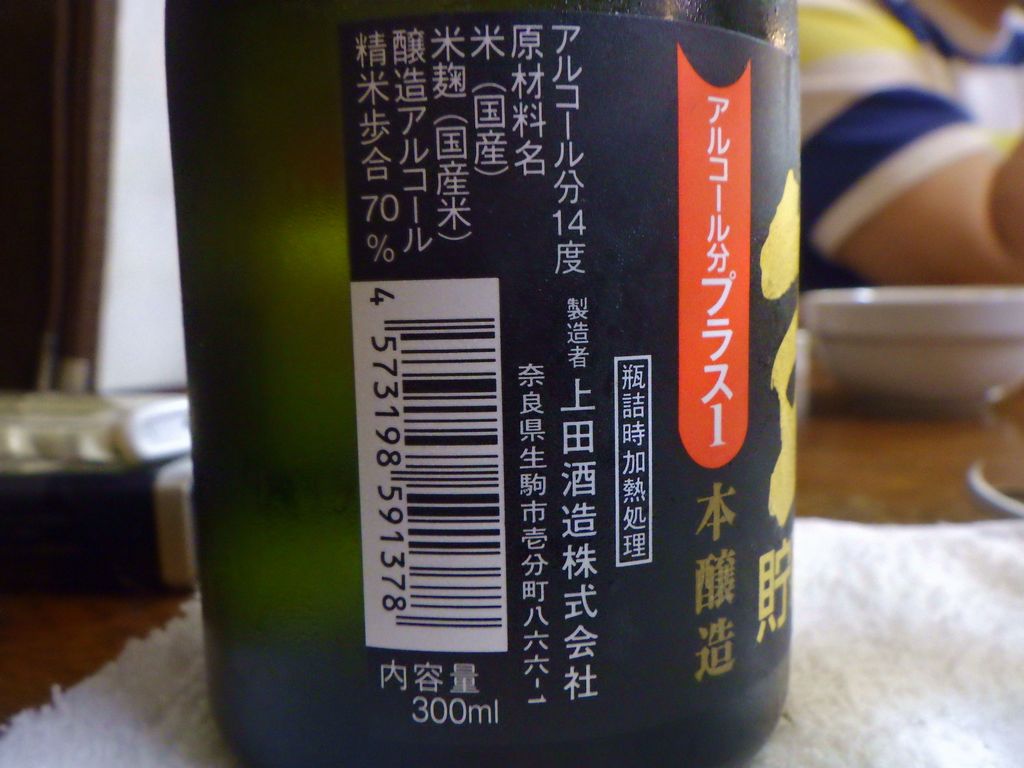 貯
本醸造
アルコール分プラス1
瓶詰時加熱処理
アルコール分14度
製造者 上田酒造株式会社
奈良県生駒市壱分町八六六-1
原材料名
米(国産)
米麹(国産米)
醸造アルコール
精米歩合70%
4 573198 591378
内容量
300ml